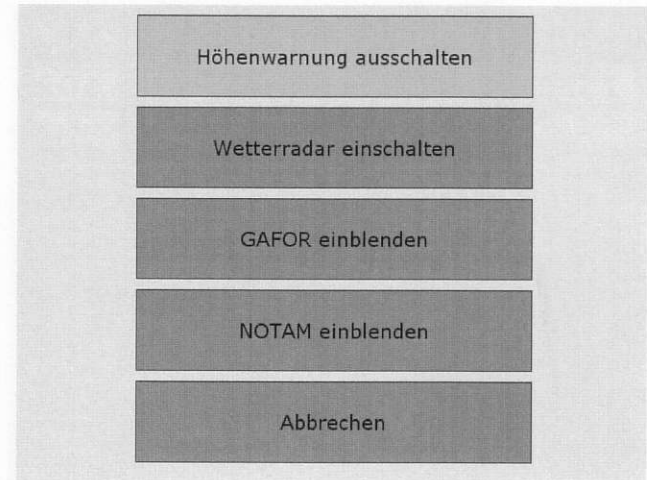 Höhenwarnung ausschalten
Wetterradar einschalten
GAFOR einblenden
NOTAM einblenden
Abbrechen